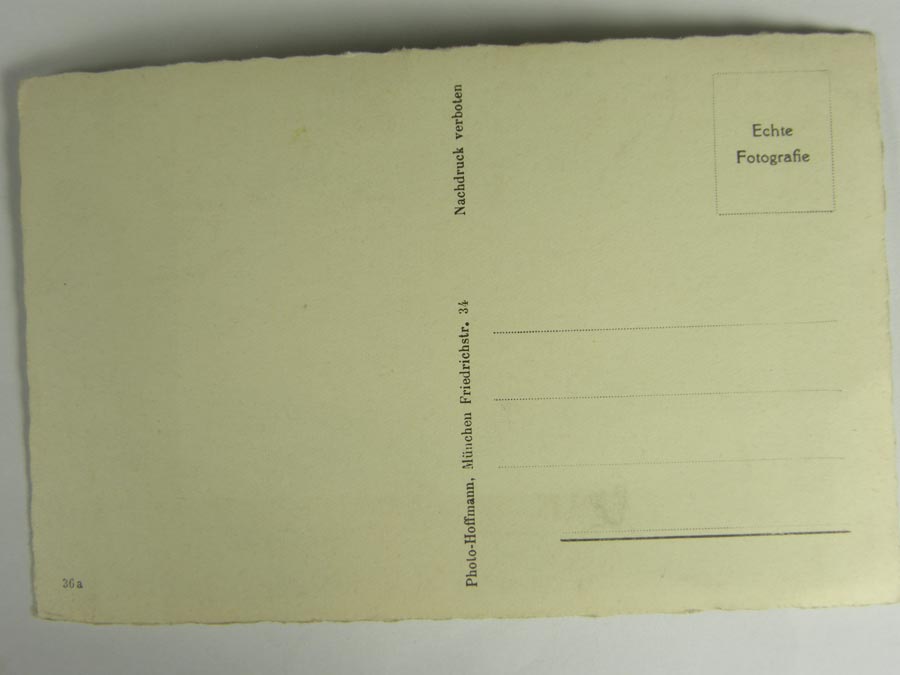 Echte
Fotografie
Nachdruck verboten
Photo-Hoffmann, München Friedrichstr. 34
36a